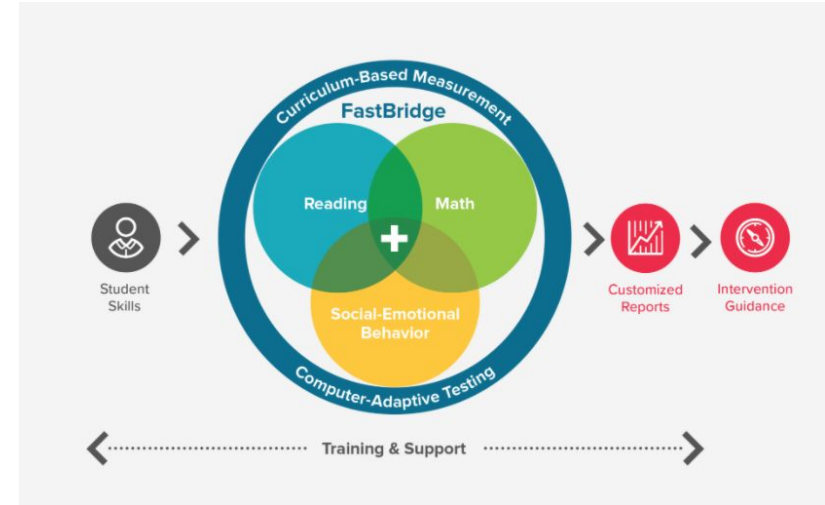 Curriculum-Based Measurement
FastBridge
Reading
Math
Social-Emotional
Behavior
Computer-Adaptive Testing
Student
Skills
Customized
Reports
Intervention
Guidance
Training & Support